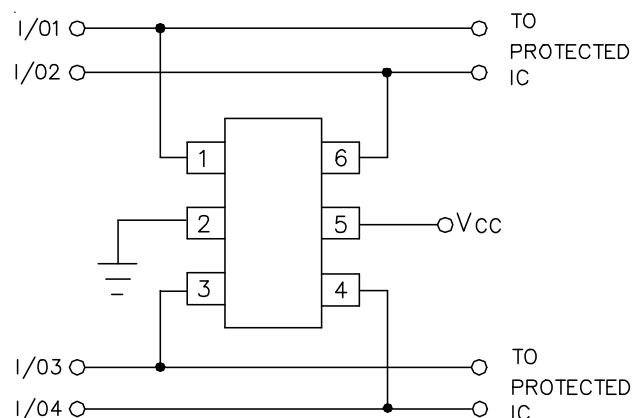 I/01
TO
PROTECTED
IC
I/02
1
6
2
5
VCC
3
4
I/03
TO
PROTECTED
IC
I/04